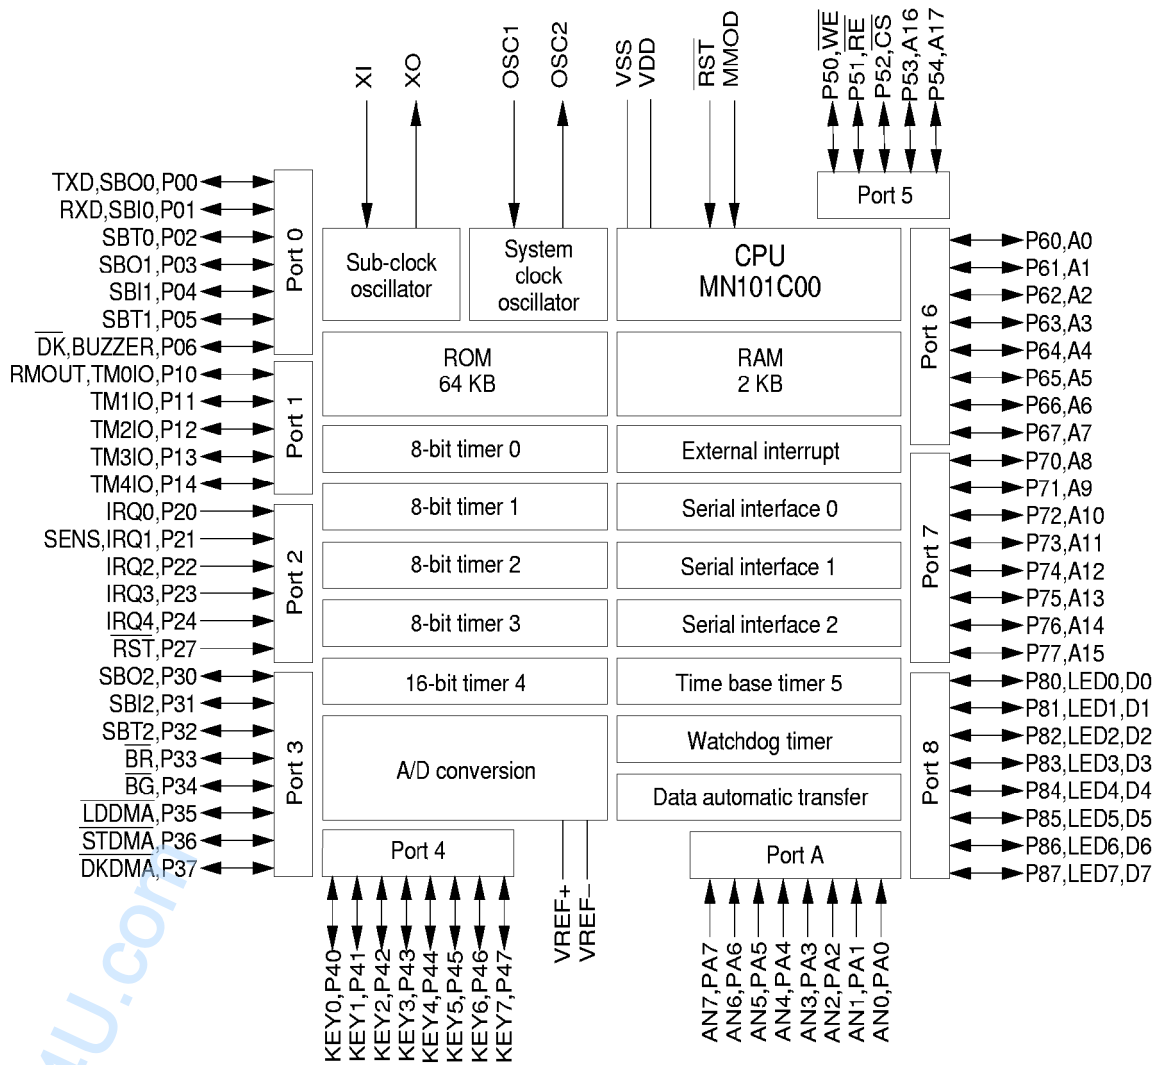 XI
XO
OSC1
OSC2
VSS
VDD
RST
MMOD
P50,WE
P51,RE
P52,CS
P53,A16
P54,A17
TXD,SBO0,P00
RXD,SBI0,P01
SBT0,P02
SBO1,P03
SBI1,P04
SBT1,P05
DK,BUZZER,P06
RMOUT,TM0IO,P10
TM1IO,P11
TM2IO,P12
TM3IO,P13
TM4IO,P14
IRQ0,P20
SENS,IRQ1,P21
IRQ2,P22
IRQ3,P23
IRQ4,P24
RST,P27
SBO2,P30
SBI2,P31
SBT2,P32
BR,P33
BG,P34
LDDMA,P35
STDMA,P36
DKDMA,P37
Port 0
Port 1
Port 2
Port 3
Sub-clock
oscillator
System
clock
oscillator
CPU
MN101C00
ROM
64 KB
RAM
2 KB
8-bit timer 0
External interrupt
8-bit timer 1
Serial interface 0
8-bit timer 2
Serial interface 1
8-bit timer 3
Serial interface 2
16-bit timer 4
Time base timer 5
A/D conversion
Watchdog timer
Data automatic transfer
Port 4
Port A
Port 5
Port 6
Port 7
Port 8
P60,A0
P61,A1
P62,A2
P63,A3
P64,A4
P65,A5
P66,A6
P67,A7
P70,A8
P71,A9
P72,A10
P73,A11
P74,A12
P75,A13
P76,A14
P77,A15
P80,LED0,D0
P81,LED1,D1
P82,LED2,D2
P83,LED3,D3
P84,LED4,D4
P85,LED5,D5
P86,LED6,D6
P87,LED7,D7
KEY0,P40
KEY1,P41
KEY2,P42
KEY3,P43
KEY4,P44
KEY5,P45
KEY6,P46
KEY7,P47
VREF+
VREF−
AN7,PA7
AN6,PA6
AN5,PA5
AN4,PA4
AN3,PA3
AN2,PA2
AN1,PA1
AN0,PA0
4U.com